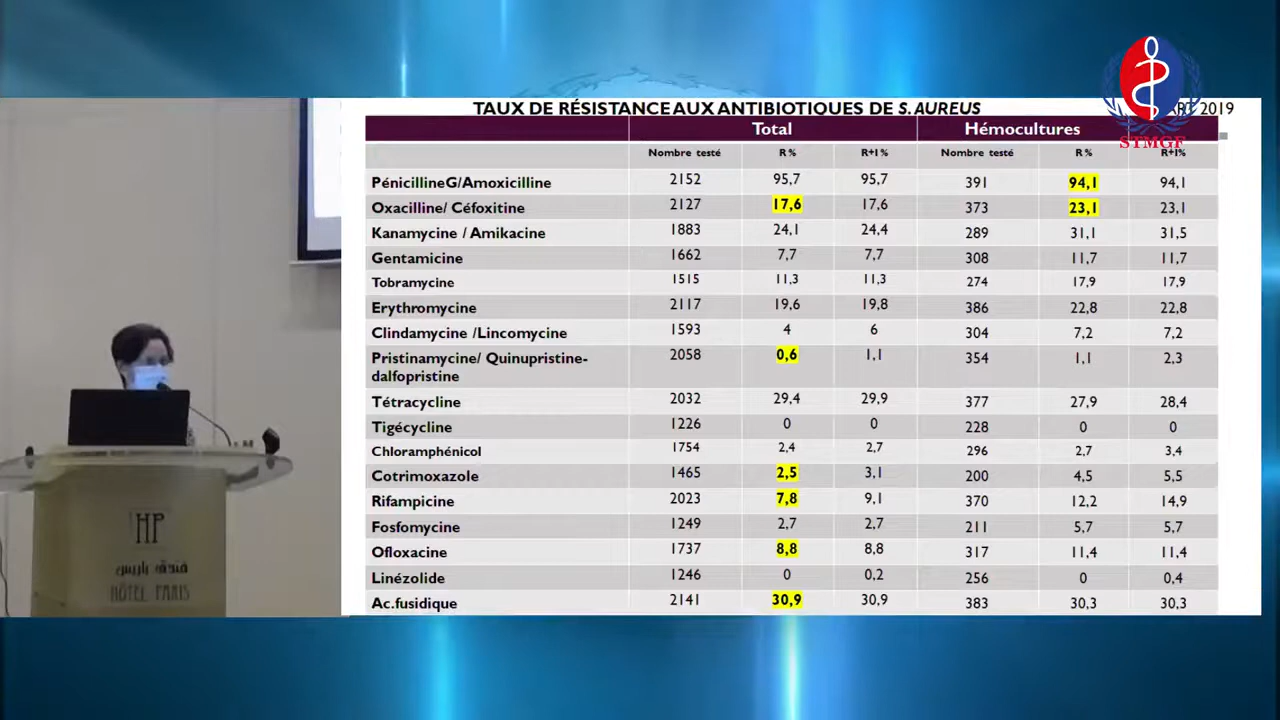 TAUX DE RÉSISTANCE AUX ANTIBIOTIQUES DE S. AUREUS
2019
STMGF
Total Hémocultures
Nombre testé R % R+I % Nombre testé R % R+I%
PénicillineG/Amoxicilline 2152 95,7 95,7 391 94,1 94,1
Oxacilline/ Céfoxitine 2127 17,6 17,6 373 23,1 23,1
Kanamycine / Amikacine 1883 24,1 24,4 289 31,1 31,5
Gentamicine 1662 7,7 7,7 308 11,7 11,7
Tobramycine 1515 11,3 11,3 274 17,9 17,9
Erythromycine 2117 19,6 19,8 386 22,8 22,8
Clindamycine /Lincomycine 1593 4 6 304 7,2 7,2
Pristinamycine/ Quinupristine- 2058 0,6 1,1 354 1,1 2,3
dalfopristine
Tétracycline 2032 29,4 29,9 377 27,9 28,4
Tigécycline 1226 0 0 228 0 0
Chloramphénicol 1754 2,4 2,7 296 2,7 3,4
Cotrimoxazole 1465 2,5 3,1 200 4,5 5,5
Rifampicine 2023 7,8 9,1 370 12,2 14,9
Fosfomycine 1249 2,7 2,7 211 5,7 5,7
Ofloxacine 1737 8,8 8,8 317 11,4 11,4
Linézolide 1246 0 0,2 256 0 0,4
Ac.fusidique 2141 30,9 30,9 383 30,3 30,3
HP
فندق باريس
HÔTEL PARIS